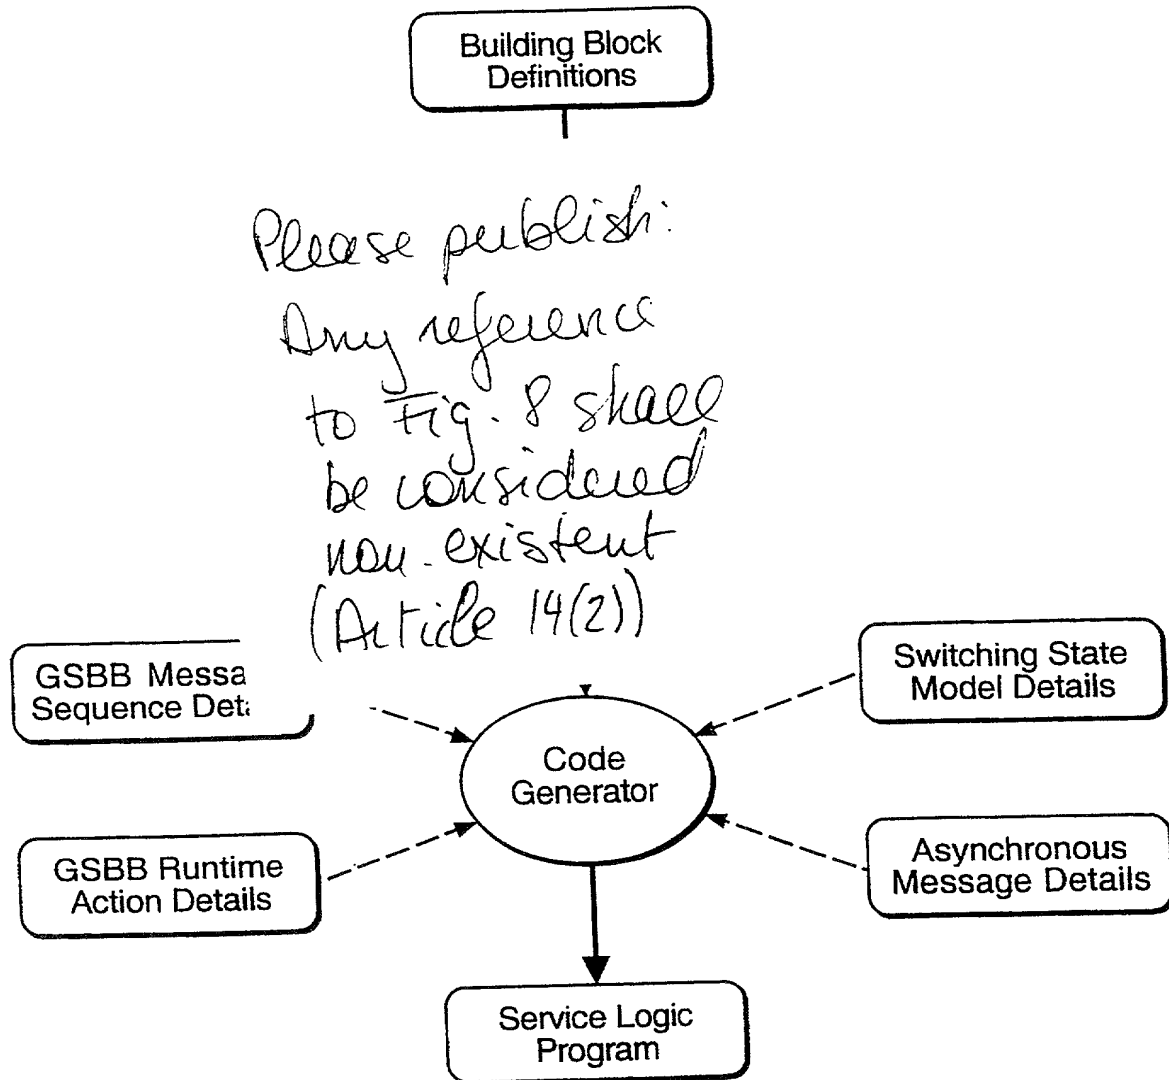 Building Block
Definitions
Please publish:
Any reference
to Fig. 8 shall
be considered
non-existent
(Article 14(2))
GSBB Messa
Sequence Deta
Switching State
Model Details
Code
Generator
GSBB Runtime
Action Details
Asynchronous
Message Details
Service Logic
Program